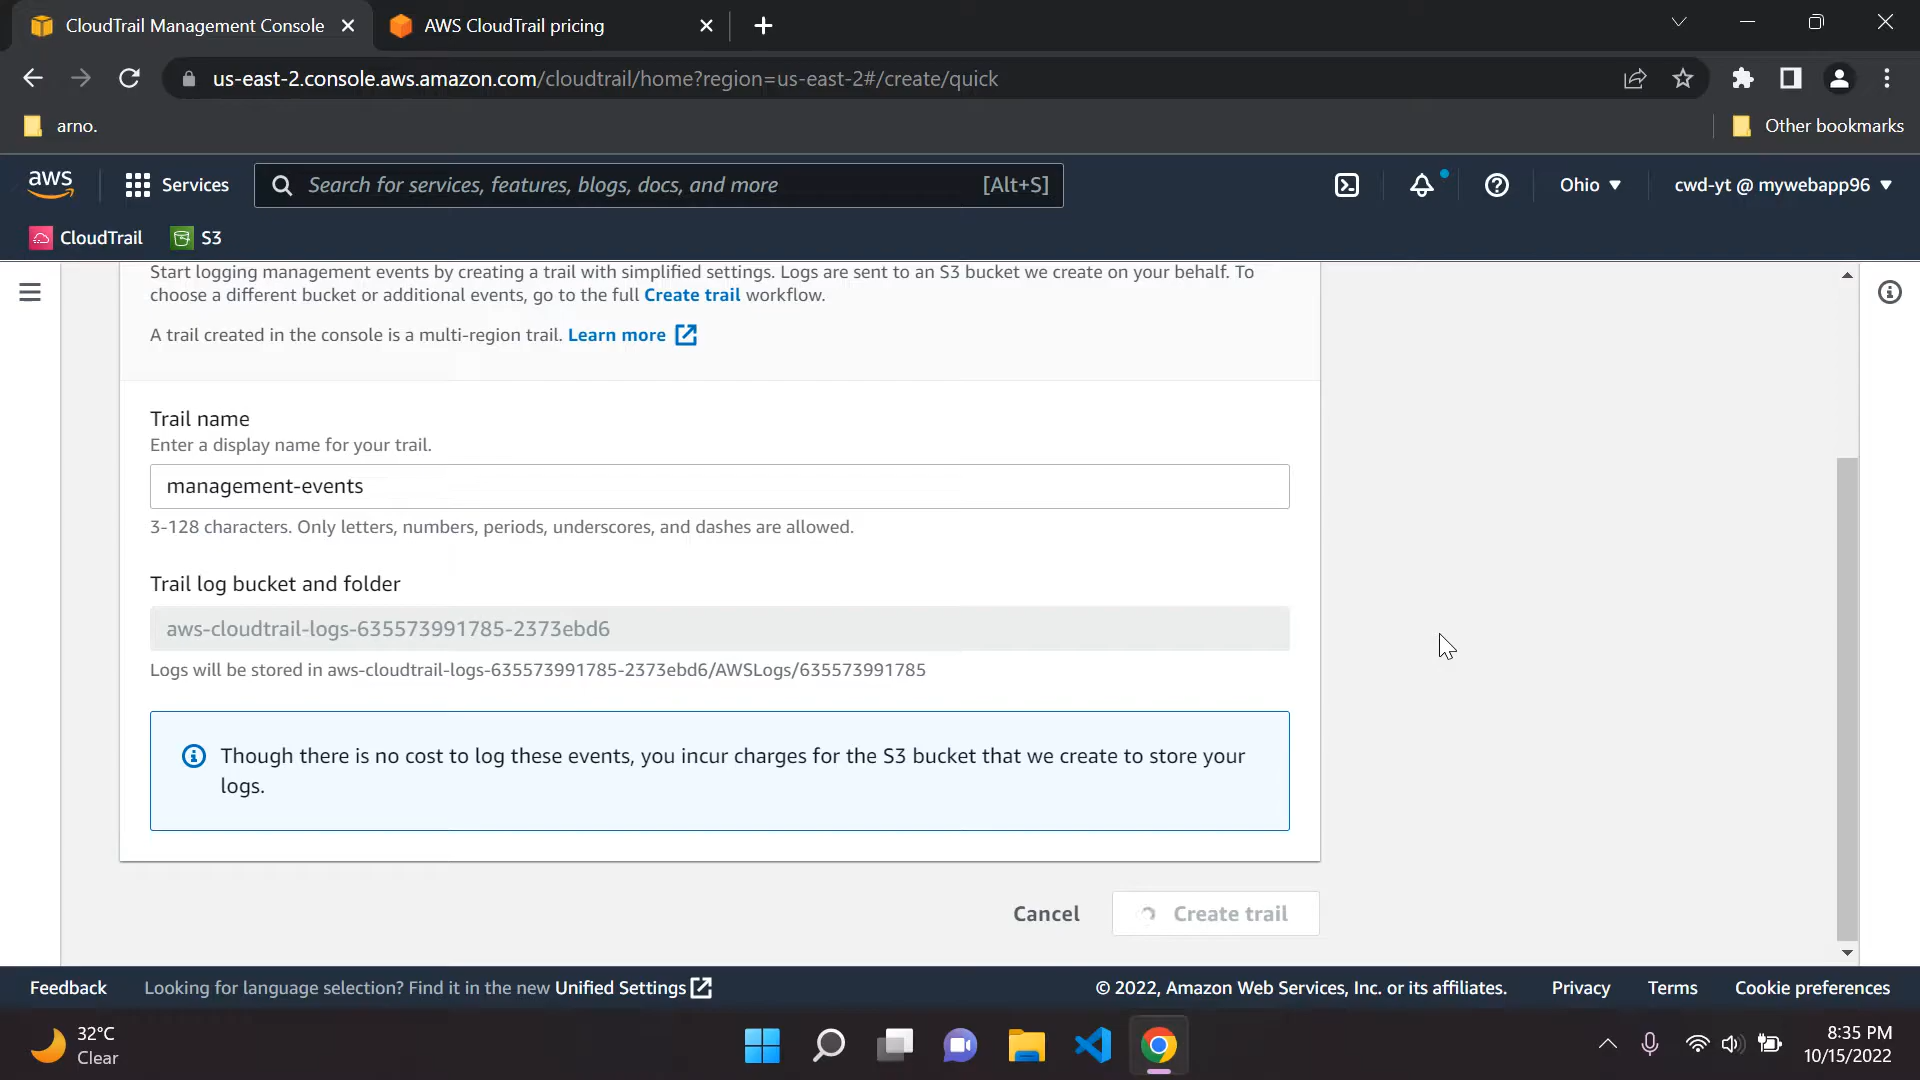 CloudTrail Management Console
AWS CloudTrail pricing
us-east-2.console.aws.amazon.com/cloudtrail/home?region=us-east-2#/create/quick
arno.
Other bookmarks
aws
Services
Search for services, features, blogs, docs, and more
[Alt+S]
Ohio
cwd-yt @ mywebapp96
CloudTrail
S3
Start logging management events by creating a trail with simplified settings. Logs are sent to an S3 bucket we create on your behalf. To
choose a different bucket or additional events, go to the full Create trail workflow.
A trail created in the console is a multi-region trail. Learn more
Trail name
Enter a display name for your trail.
management-events
3-128 characters. Only letters, numbers, periods, underscores, and dashes are allowed.
Trail log bucket and folder
aws-cloudtrail-logs-635573991785-2373ebd6
Logs will be stored in aws-cloudtrail-logs-635573991785-2373ebd6/AWSLogs/635573991785
Though there is no cost to log these events, you incur charges for the S3 bucket that we create to store your
logs.
Cancel
Create trail
Feedback
Looking for language selection? Find it in the new Unified Settings
© 2022, Amazon Web Services, Inc. or its affiliates.
Privacy
Terms
Cookie preferences
32°C
Clear
8:35 PM
10/15/2022